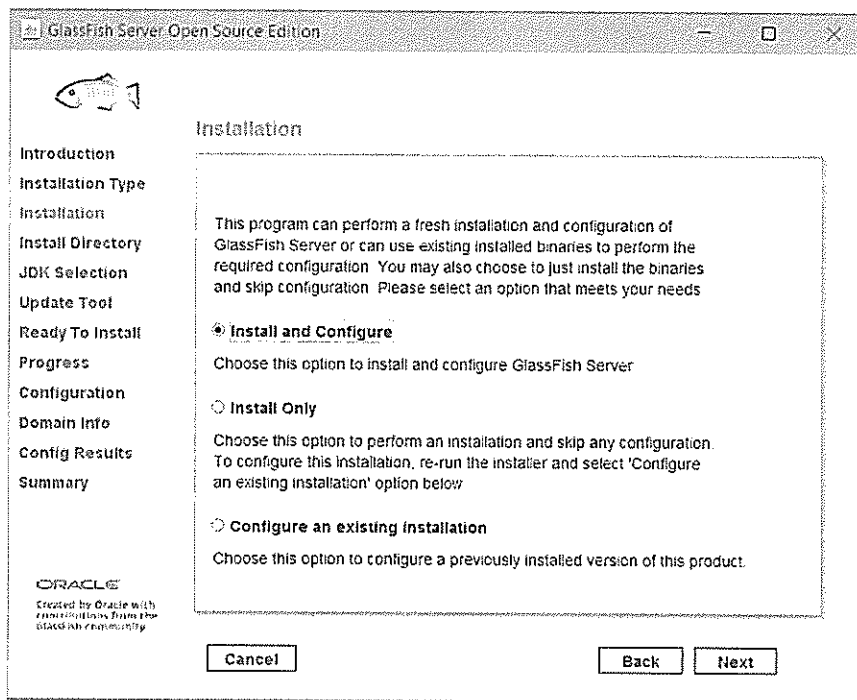 GlassFish Server Open Source Edition
Installation
Introduction
Installation Type
Installation
Install Directory
JDK Selection
Update Tool
Ready To Install
Progress
Configuration
Domain Info
Config Results
Summary
This program can perform a fresh installation and configuration of
GlassFish Server or can use existing installed binaries to perform the
required configuration You may also choose to just install the binaries
and skip configuration Please select an option that meets your needs
Install and Configure
Choose this option to install and configure GlassFish Server
Install Only
Choose this option to perform an installation and skip any configuration.
To configure this installation, re-run the installer and select 'Configure
an existing installation' option below
Configure an existing installation
Choose this option to configure a previously installed version of this product.
ORACLE
Created by Oracle with
contributions from the
GlassFish community
Cancel
Back
Next